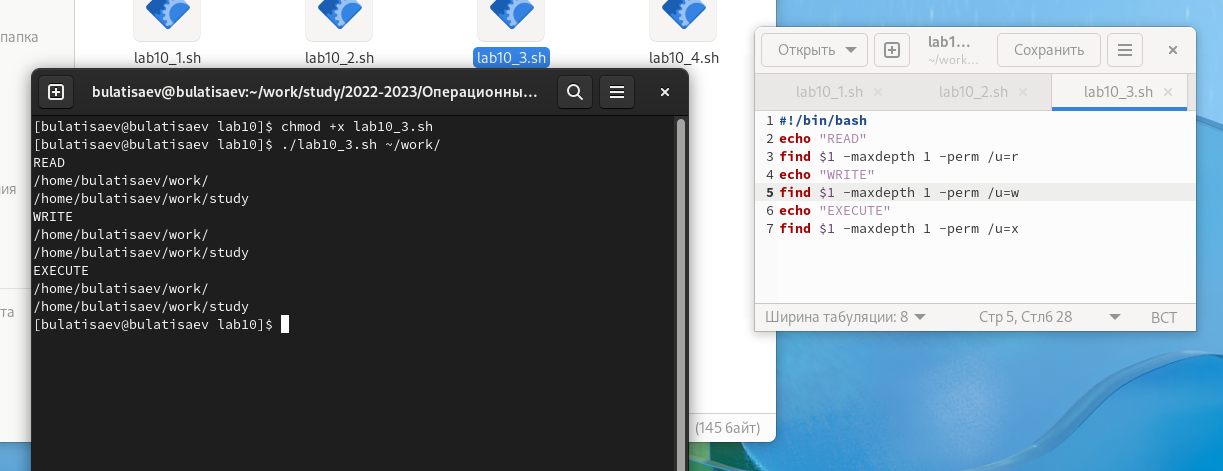 папка
ния
та
lab10_1.sh
lab10_2.sh
lab10_3.sh
lab10_4.sh
(145 байт)
bulatisaev@bulatisaev:~/work/study/2022-2023/Операционны...
[bulatisaev@bulatisaev lab10]$ chmod +x lab10_3.sh
[bulatisaev@bulatisaev lab10]$ ./lab10_3.sh ~/work/
READ
/home/bulatisaev/work/
/home/bulatisaev/work/study
WRITE
/home/bulatisaev/work/
/home/bulatisaev/work/study
EXECUTE
/home/bulatisaev/work/
/home/bulatisaev/work/study
[bulatisaev@bulatisaev lab10]$
Открыть
lab1...
~/work...
Сохранить
lab10_1.sh
lab10_2.sh
lab10_3.sh
1 #!/bin/bash
2 echo "READ"
3 find $1 -maxdepth 1 -perm /u=r
4 echo "WRITE"
5 find $1 -maxdepth 1 -perm /u=w
6 echo "EXECUTE"
7 find $1 -maxdepth 1 -perm /u=x
Ширина табуляции: 8
Стр 5, Стлб 28
ВСТ